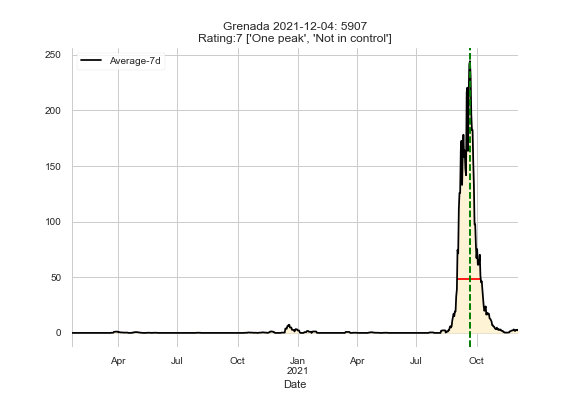 Grenada 2021-12-04: 5907
Rating:7 ['One peak', 'Not in control']
Average-7d
250
200
150
100
50
0
Apr Jul Oct Jan Apr Jul Oct
2021
Date